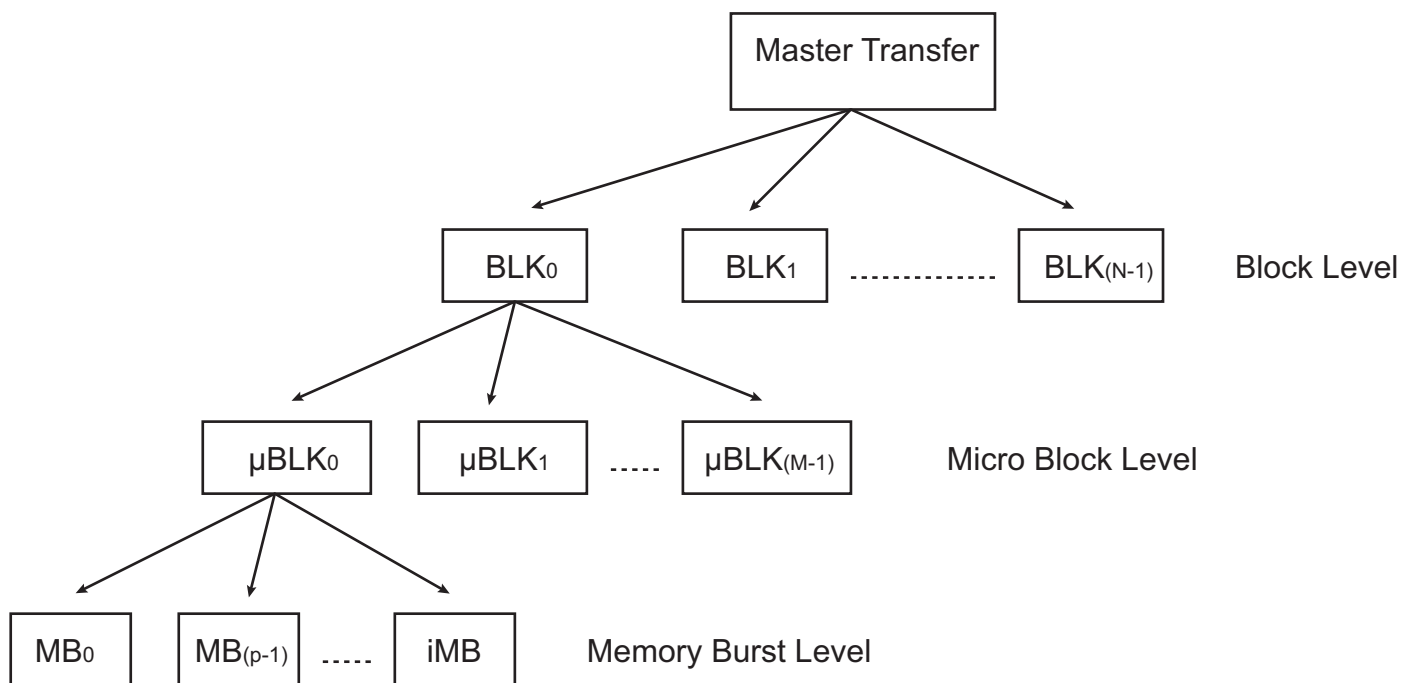 Master Transfer
BLK0 BLK1 BLK(N-1) Block Level
µBLK0 µBLK1 µBLK(M-1) Micro Block Level
MB0 MB(p-1) iMB Memory Burst Level